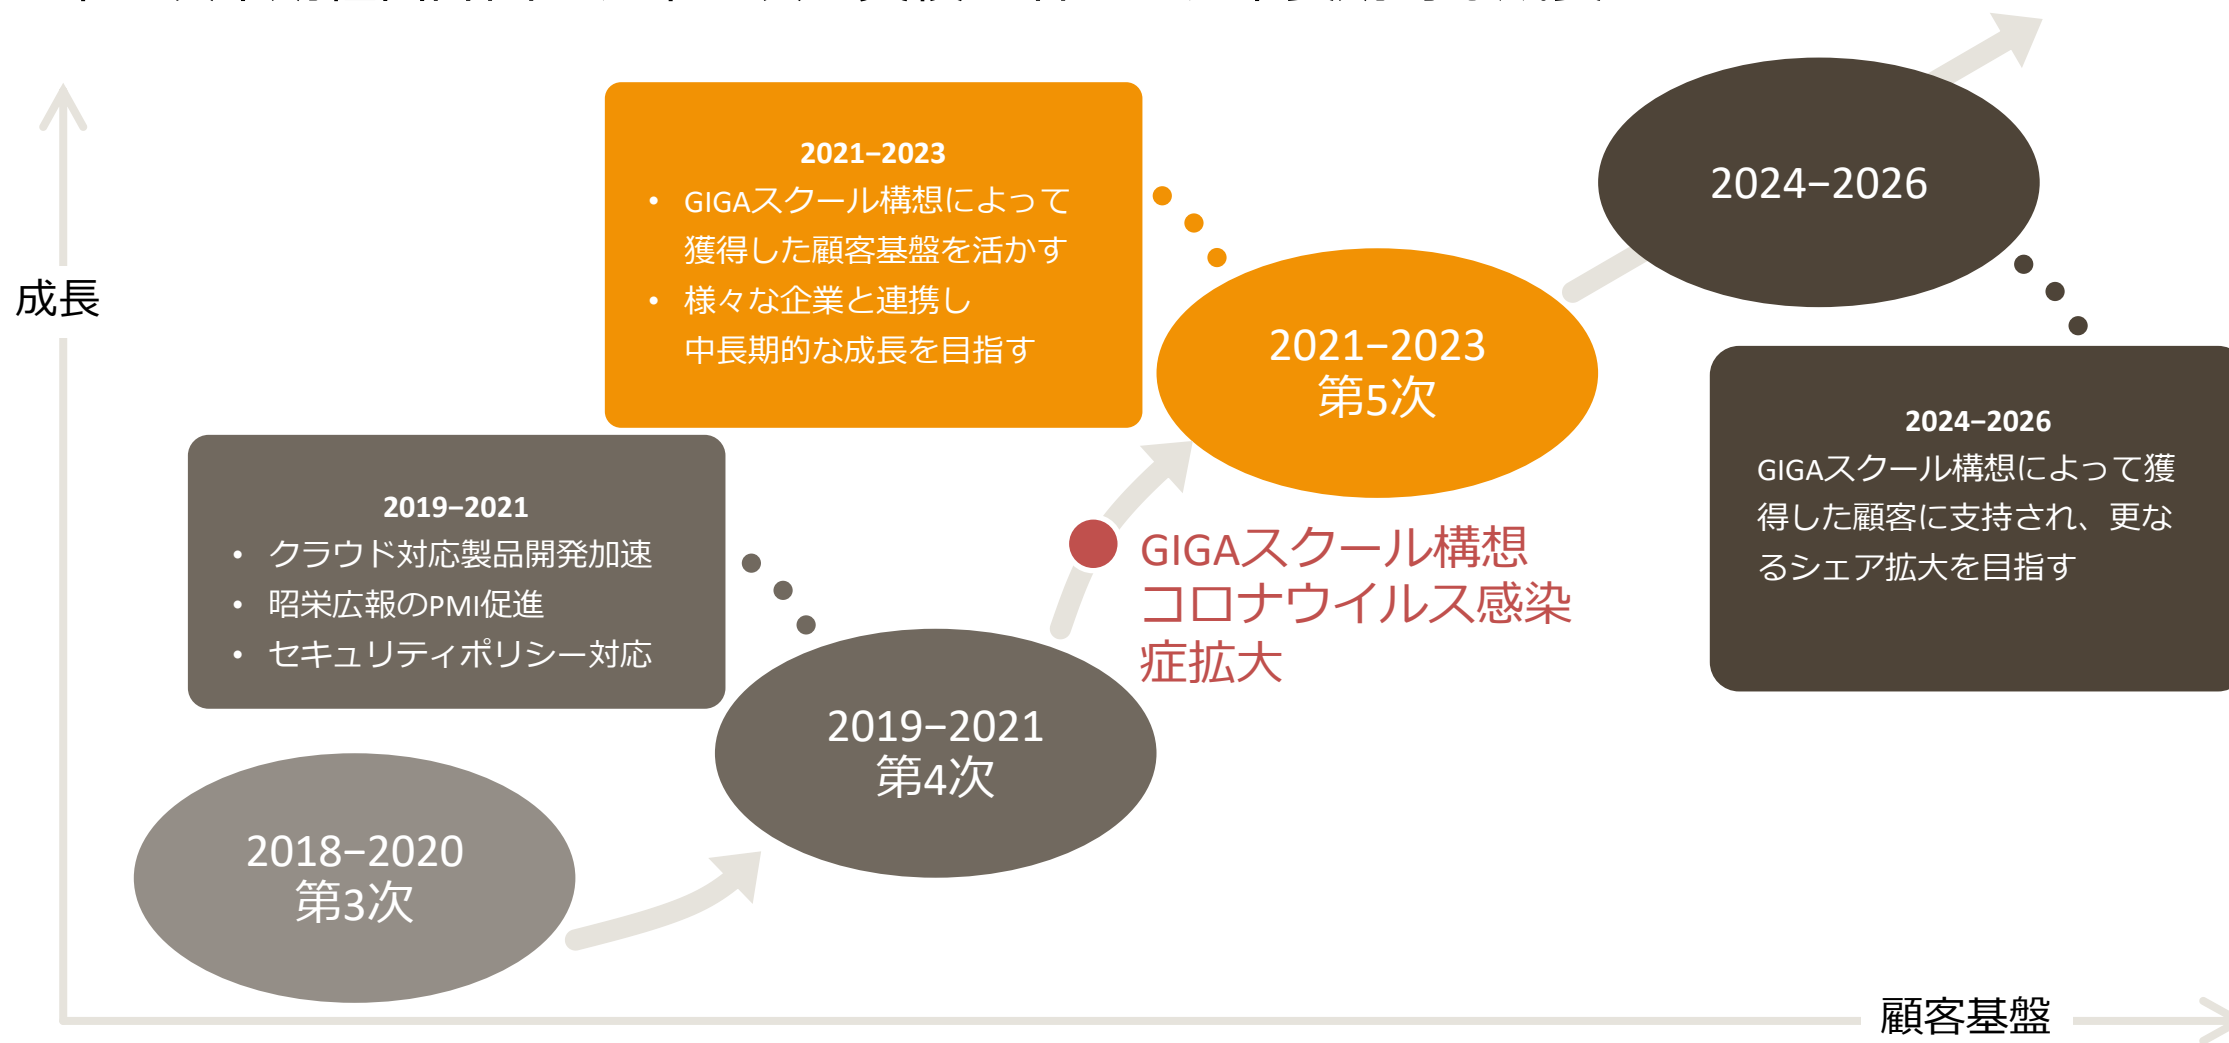 成長
2021–2023
• GIGAスクール構想によって
獲得した顧客基盤を活かす
• 様々な企業と連携し
中長期的な成長を目指す
2024–2026
2021–2023
第5次
2024–2026
GIGAスクール構想によって獲
得した顧客に支持され、更な
るシェア拡大を目指す
2019–2021
• クラウド対応製品開発加速
• 昭栄広報のPMI促進
• セキュリティポリシー対応
GIGAスクール構想
コロナウイルス感染
症拡大
2019–2021
第4次
2018–2020
第3次
顧客基盤